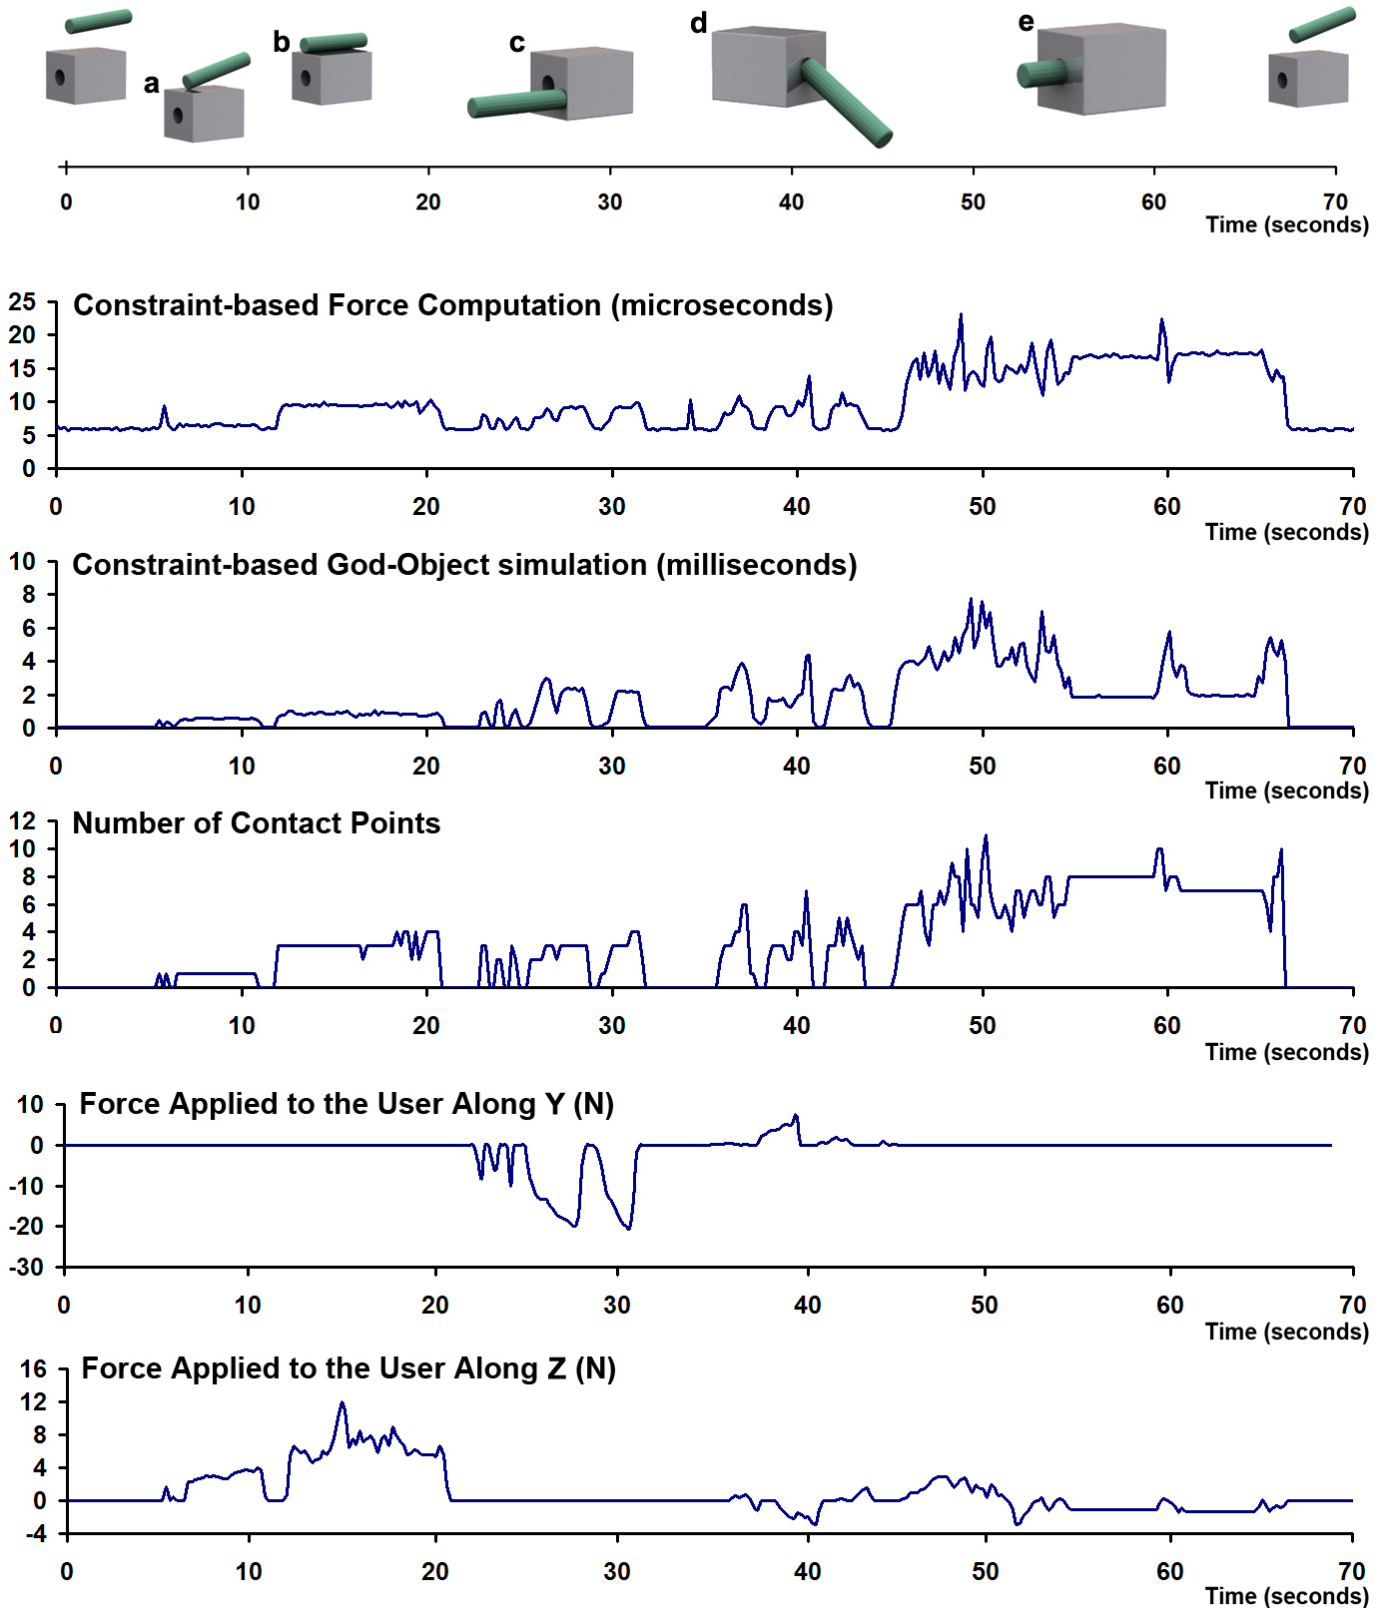 a
b
c
d
e
0 10 20 30 40 50 60 70
Time (seconds)
Constraint-based Force Computation (microseconds)
25
20
15
10
5
0
0 10 20 30 40 50 60 70
Time (seconds)
Constraint-based God-Object simulation (milliseconds)
10
8
6
4
2
0
0 10 20 30 40 50 60 70
Time (seconds)
Number of Contact Points
12
10
8
6
4
2
0
0 10 20 30 40 50 60 70
Time (seconds)
Force Applied to the User Along Y (N)
10
0
-10
-20
-30
0 10 20 30 40 50 60 70
Time (seconds)
Force Applied to the User Along Z (N)
16
12
8
4
0
-4
0 10 20 30 40 50 60 70
Time (seconds)